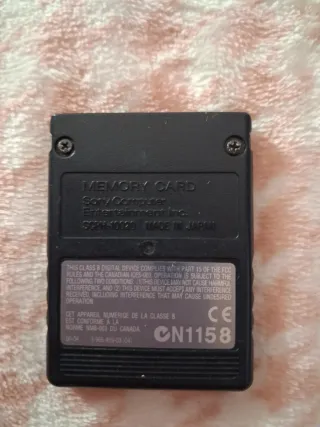 MEMORY CARD
Sony Computer
Entertainment Inc.
SCPH-10020 MADE IN JAPAN
THIS CLASS B DIGITAL DEVICE COMPLIES WITH PART 15 OF THE FCC
RULES AND THE CANADIAN ICES-003. OPERATION IS SUBJECT TO THE
FOLLOWING TWO CONDITIONS: ① THIS DEVICE MAY NOT CAUSE HARMFUL
INTERFERENCE, AND ② THIS DEVICE MUST ACCEPT ANY INTERFERENCE
RECEIVED, INCLUDING INTERFERENCE THAT MAY CAUSE UNDESIRED
OPERATION.
CET APPAREIL NUMERIQUE DE LA CLASSE B
EST CONFORME A LA
NORME NMB-003 DU CANADA.
N1158